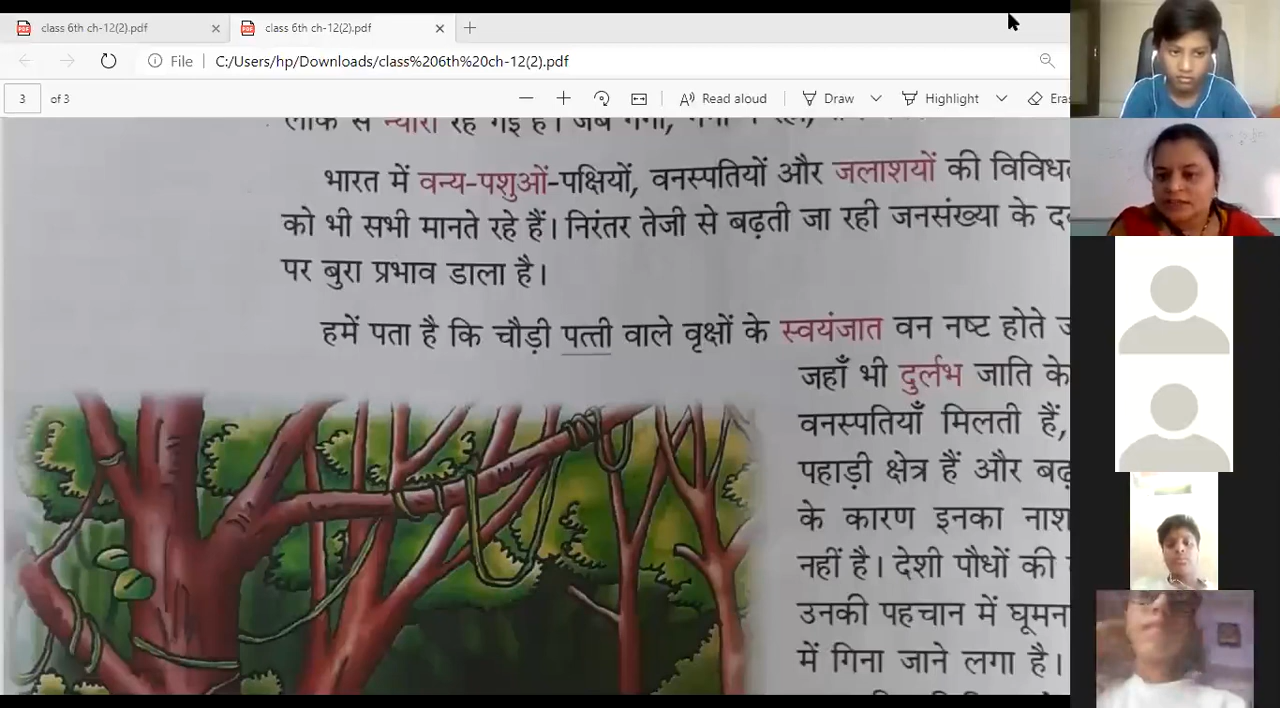 class 6th ch-12(2).pdf
class 6th ch-12(2).pdf
File
C:/Users/hp/Downloads/class%206th%20ch-12(2).pdf
3 of 3
Read aloud
Draw
Highlight
लोक से न्यारी रह गई है। जब
भारत में वन्य-पशुओं-पक्षियों, वनस्पतियों और जलाशयों की
को भी सभी मानते रहे हैं। निरंतर तेजी से बढ़ती जा रही जनसंख्या के
पर बुरा प्रभाव डाला है।
हमें पता है कि चौड़ी पत्ती वाले वृक्षों के स्वयंजात वन नष्ट होते
जहाँ भी दुर्लभ जाति के
वनस्पतियाँ मिलती हैं,
पहाड़ी क्षेत्र हैं और
के कारण इनका नाश
नहीं है। देशी पौधों की
उनकी पहचान में
में गिना जाने लगा है।